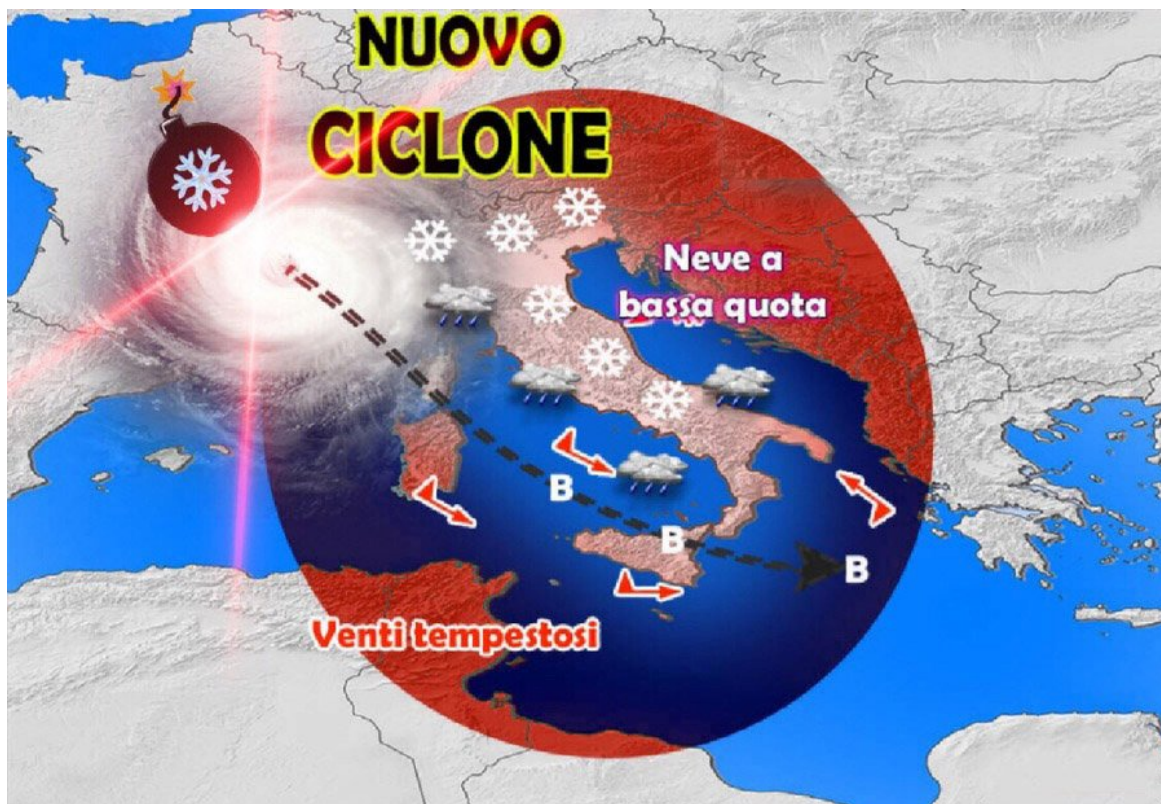 NUOVO
CICLONE
Neve a
bassa quota
B
B
B
Venti tempestosi